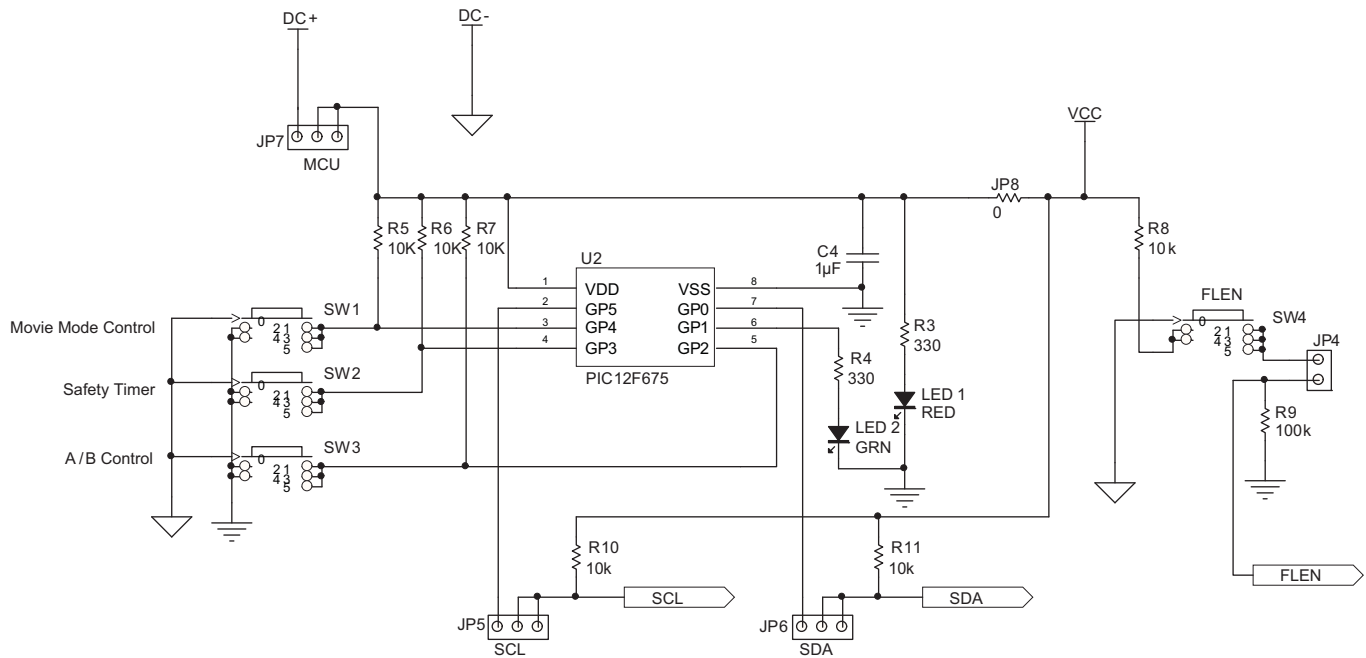 DC+
DC-
JP7
MCU
VCC
JP8
0
R5
10K
R6
10K
R7
10K
R8
10k
C4
1µF
U2
PIC12F675
1 VDD
2 GP5
3 GP4
4 GP3
VSS 8
GP0 7
GP1 6
GP2 5
R3
330
R4
330
LED 1
RED
LED 2
GRN
Movie Mode Control
SW1
0
2 1
4 3
5
Safety Timer
SW2
0
2 1
4 3
5
A/B Control
SW3
0
2 1
4 3
5
FLEN
SW4
0
2 1
4 3
5
JP4
R9
100k
FLEN
R10
10k
SCL
R11
10k
SDA
JP5
SCL
JP6
SDA